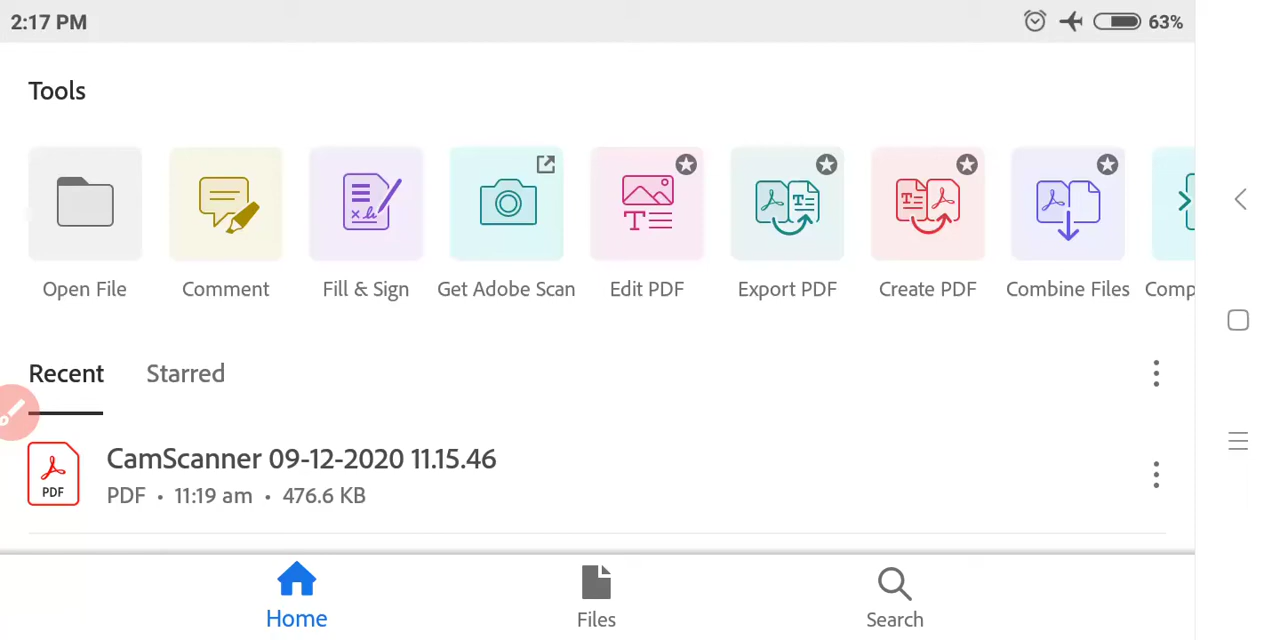 2:17 PM 63%
Tools
Open File Comment Fill & Sign Get Adobe Scan Edit PDF Export PDF Create PDF Combine Files Comp
Recent Starred
CamScanner 09-12-2020 11.15.46
PDF • 11:19 am • 476.6 KB
PDF
Home Files Search